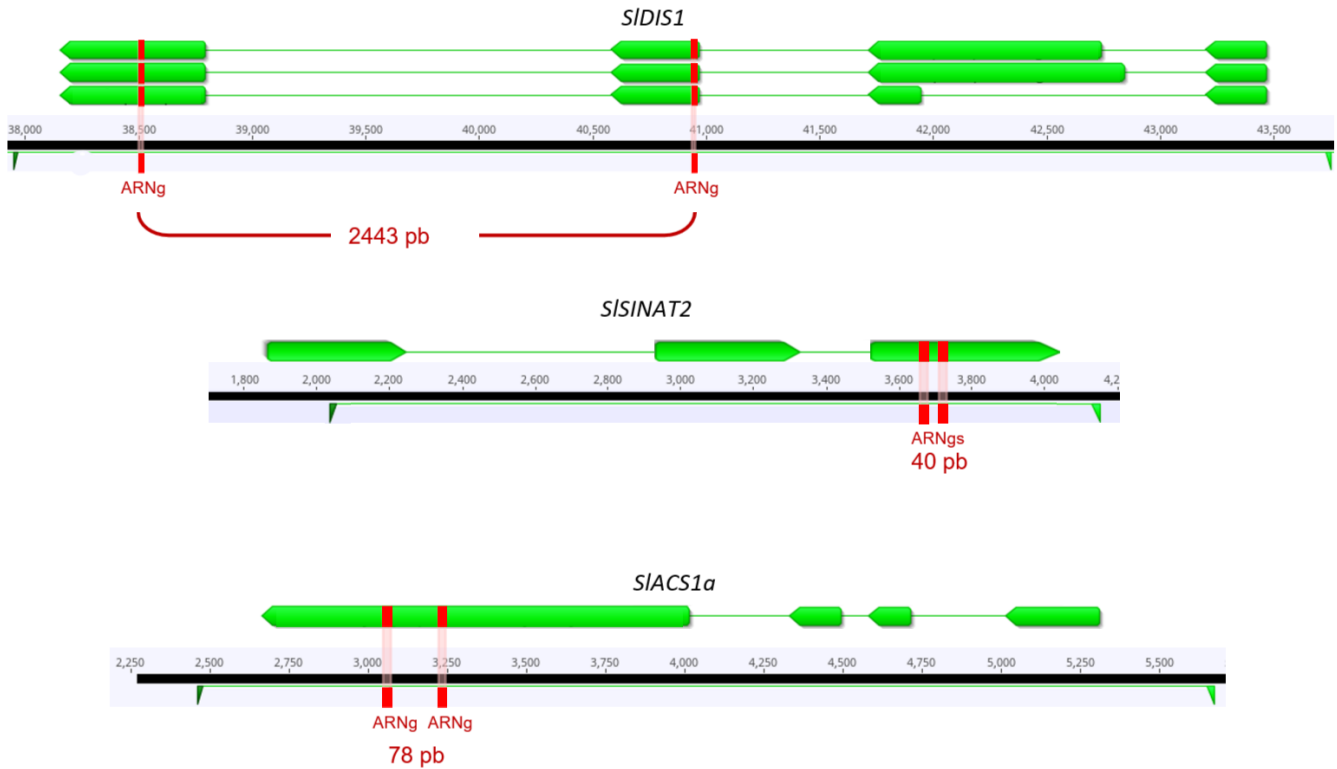 SlDIS1
38,000 38,500 39,000 39,500 40,000 40,500 41,000 41,500 42,000 42,500 43,000 43,500
ARNg ARNg
2443 pb
SlSINAT2
1,800 2,000 2,200 2,400 2,600 2,800 3,000 3,200 3,400 3,600 3,800 4,000 4,2
ARNgs
40 pb
SlACS1a
2,250 2,500 2,750 3,000 3,250 3,500 3,750 4,000 4,250 4,500 4,750 5,000 5,250 5,500
ARNg ARNg
78 pb